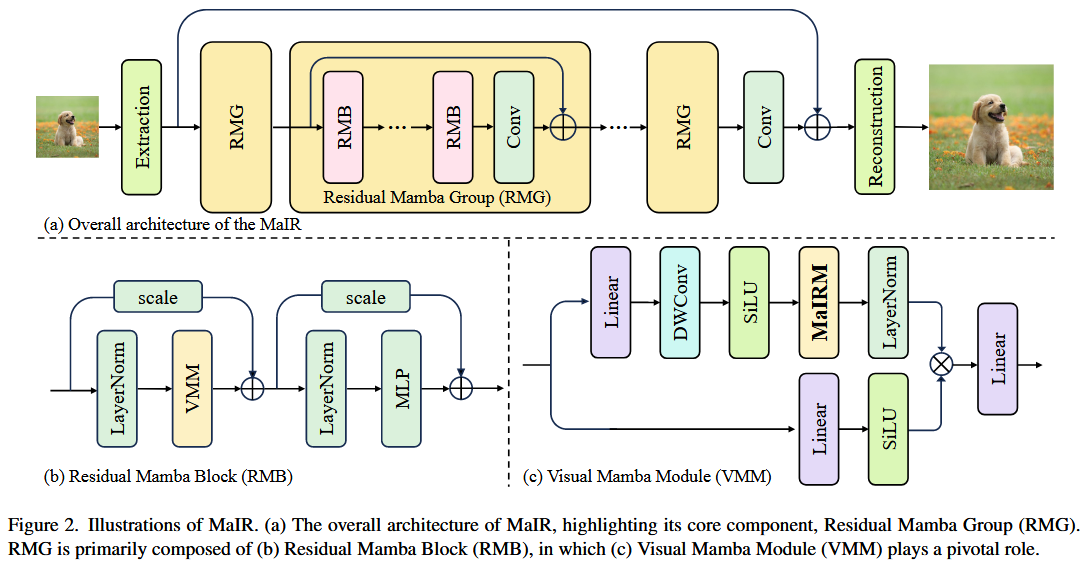 Extraction
RMG
RMB
...
RMB
Conv
Residual Mamba Group (RMG)
...
RMG
Conv
Reconstruction
(a) Overall architecture of the MaIR
scale
LayerNorm
VMM
scale
LayerNorm
MLP
(b) Residual Mamba Block (RMB)
Linear
DWConv
SiLU
MaIRM
LayerNorm
Linear
SiLU
Linear
(c) Visual Mamba Module (VMM)
Figure 2. Illustrations of MaIR. (a) The overall architecture of MaIR, highlighting its core component, Residual Mamba Group (RMG).
RMG is primarily composed of (b) Residual Mamba Block (RMB), in which (c) Visual Mamba Module (VMM) plays a pivotal role.